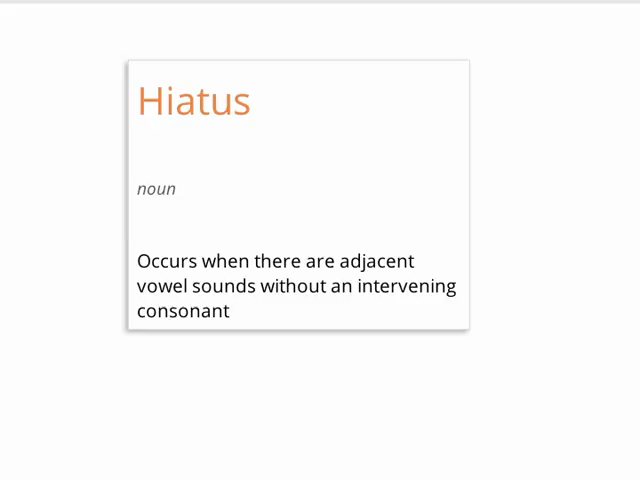 Hiatus
noun
Occurs when there are adjacent
vowel sounds without an intervening
consonant